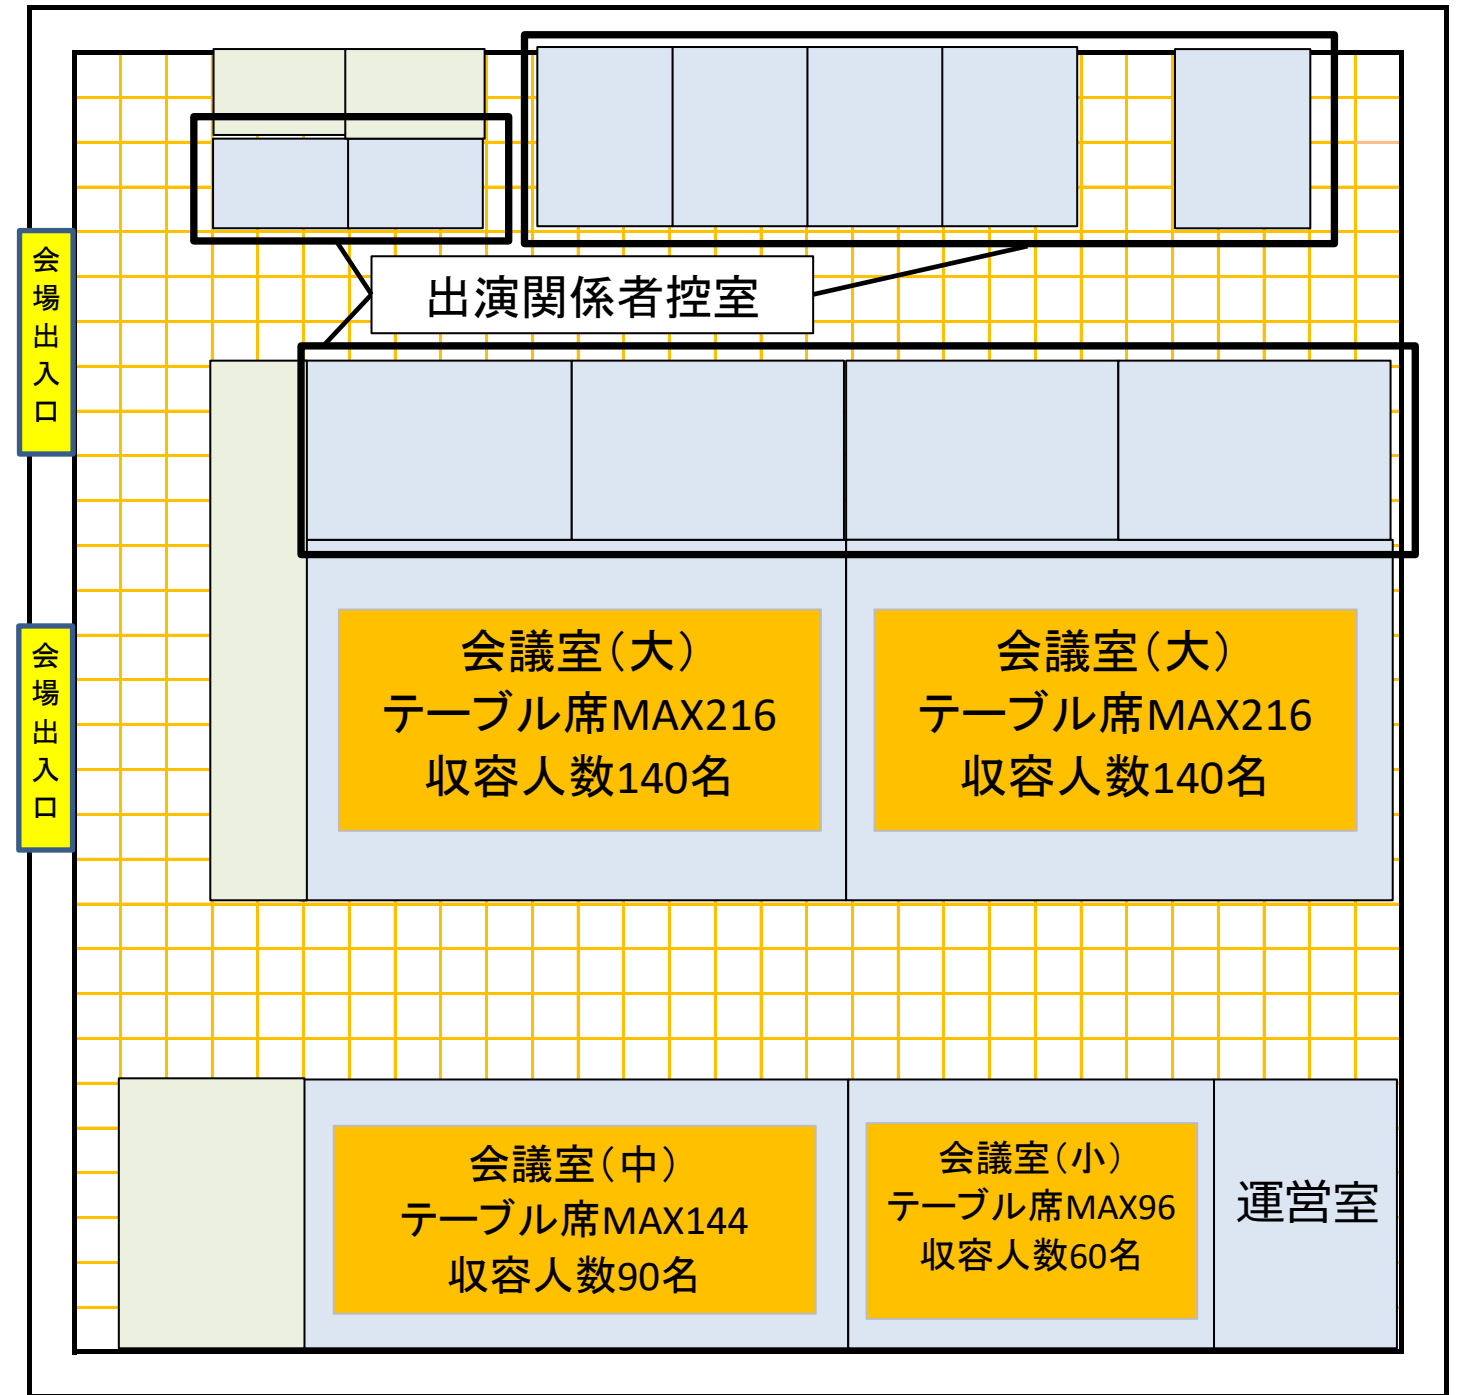 出演関係者控室
会場出入口
会場出入口
会議室（大）
テーブル席MAX216
収容人数140名
会議室（大）
テーブル席MAX216
収容人数140名
会議室（中）
テーブル席MAX144
収容人数90名
会議室（小）
テーブル席MAX96
収容人数60名
運営室